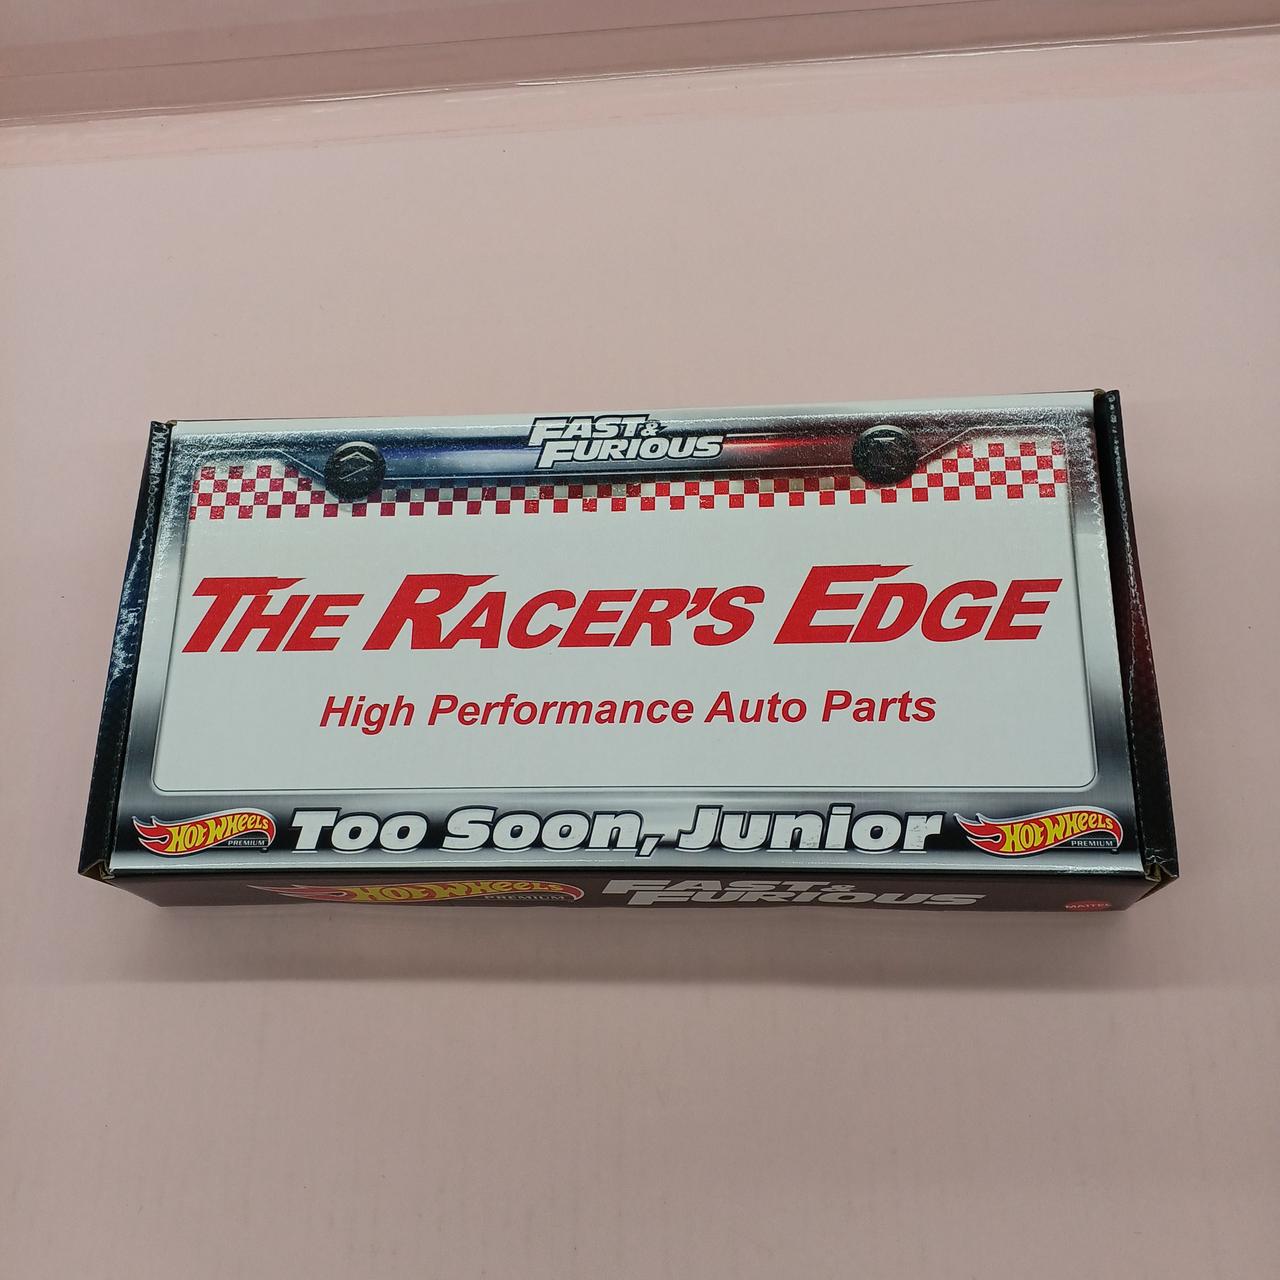 FAST & FURIOUS
THE RACER'S EDGE
High Performance Auto Parts
HOT WHEELS PREMIUM
Too Soon, Junior
HOT WHEELS PREMIUM
HOT WHEELS PREMIUM
FAST & FURIOUS
MATTEL